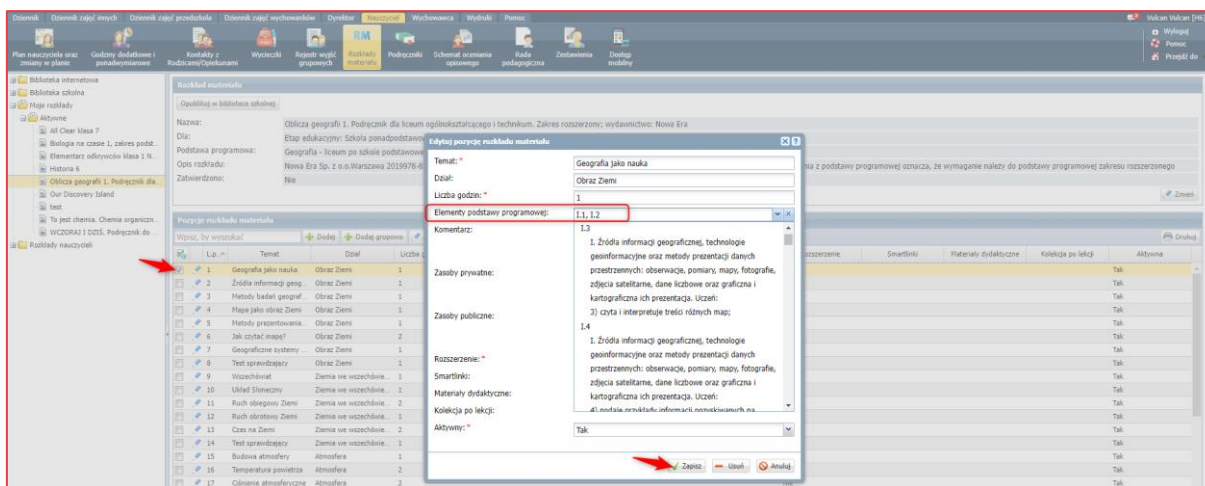 Dziennik Dziennik zajęć innych Dziennik zajęć przedszkola Dziennik zajęć wychowanków Dyrektor Nauczyciel Wychowawca Wydruki Pomoc Vulcan Vulcan [H6]
Plan nauczyciela oraz zmiany w planie
Godziny dodatkowe i ponadwymiarowe
Kontakty z Rodzicami/Opiekunami
Wycieczki
Rejestr wyjść grupowych
RM
Rozkłady materiału
Podręczniki
Schemat oceniania opisowego
Rada pedagogiczna
Zestawienia
Dostęp mobilny
Wyloguj
Pomoc
Przejdź do
Biblioteka internetowa
Biblioteka szkolna
Moje rozkłady
Aktywne
All Clear klasa 7
Biologia na czasie 1, zakres podst...
Elementarz odkrywców klasa 1 N...
Historia 6
Oblicza geografii 1. Podręcznik dla...
Our Discovery Island
test
To jest chemia. Chemia organiczn...
WCZORAJ I DZIŚ. Podręcznik do ...
Rozkłady nauczycieli
Rozkład materiału
Opublikuj w bibliotece szkolnej
Nazwa: Oblicza geografii 1. Podręcznik dla liceum ogólnokształcącego i technikum. Zakres rozszerzony; wydawnictwo: Nowa Era
Dla: Etap edukacyjny: Szkoła ponadpodstawow
Podstawa programowa: Geografia - liceum po szkole podstawowe
Opis rozkładu: Nowa Era Sp. z o.o.Warszawa 2019978-8
nia z podstawy programowej oznacza, że wymaganie należy do podstawy programowej zakresu rozszerzonego
Zatwierdzono: Nie
Zmień
Pozycje rozkładu materiału
Wpisz, by wyszukać Dodaj Dodaj grupowo Drukuj
L.p. Temat Dział Liczba g
ozszerzenie Smartlinki Materiały dydaktyczne Kolekcja po lekcji Aktywna
1 Geografia jako nauka Obraz Ziemi 1 Tak
2 Źródła informacji geog... Obraz Ziemi 1 Tak
3 Metody badań geograf... Obraz Ziemi 1 Tak
4 Mapa jako obraz Ziemi Obraz Ziemi 1 Tak
5 Metody prezentowania... Obraz Ziemi 1 Tak
6 Jak czytać mapę? Obraz Ziemi 2 Tak
7 Geograficzne systemy ... Obraz Ziemi 1 Tak
8 Test sprawdzający Obraz Ziemi 1 Tak
9 Wszechświat Ziemia we wszechświe... 1 Tak
10 Układ Słoneczny Ziemia we wszechświe... 1 Tak
11 Ruch obiegowy Ziemi Ziemia we wszechświe... 2 Tak
12 Ruch obrotowy Ziemi Ziemia we wszechświe... 1 Tak
13 Czas na Ziemi Ziemia we wszechświe... 2 Tak
14 Test sprawdzający Ziemia we wszechświe... 1 Tak
15 Budowa atmosfery Atmosfera 1 Tak
16 Temperatura powietrza Atmosfera 2 Tak
17 Ciśnienie atmosferyczne Atmosfera 2 Tak
Edytuj pozycję rozkładu materiału
Temat: * Geografia jako nauka
Dział: Obraz Ziemi
Liczba godzin: * 1
Elementy podstawy programowej: I.1, I.2
Komentarz:
Zasoby prywatne:
Zasoby publiczne:
Rozszerzenie: *
Smartlinki:
Materiały dydaktyczne:
Kolekcja po lekcji:
I.3
I. Źródła informacji geograficznej, technologie
geoinformacyjne oraz metody prezentacji danych
przestrzennych: obserwacje, pomiary, mapy, fotografie,
zdjęcia satelitarne, dane liczbowe oraz graficzna i
kartograficzna ich prezentacja. Uczeń:
3) czyta i interpretuje treści różnych map;
I.4
I. Źródła informacji geograficznej, technologie
geoinformacyjne oraz metody prezentacji danych
przestrzennych: obserwacje, pomiary, mapy, fotografie,
zdjęcia satelitarne, dane liczbowe oraz graficzna i
kartograficzna ich prezentacja. Uczeń:
4) podaje przykłady informacji pozyskiwanych na
Aktywny: * Tak
Zapisz Usuń Anuluj